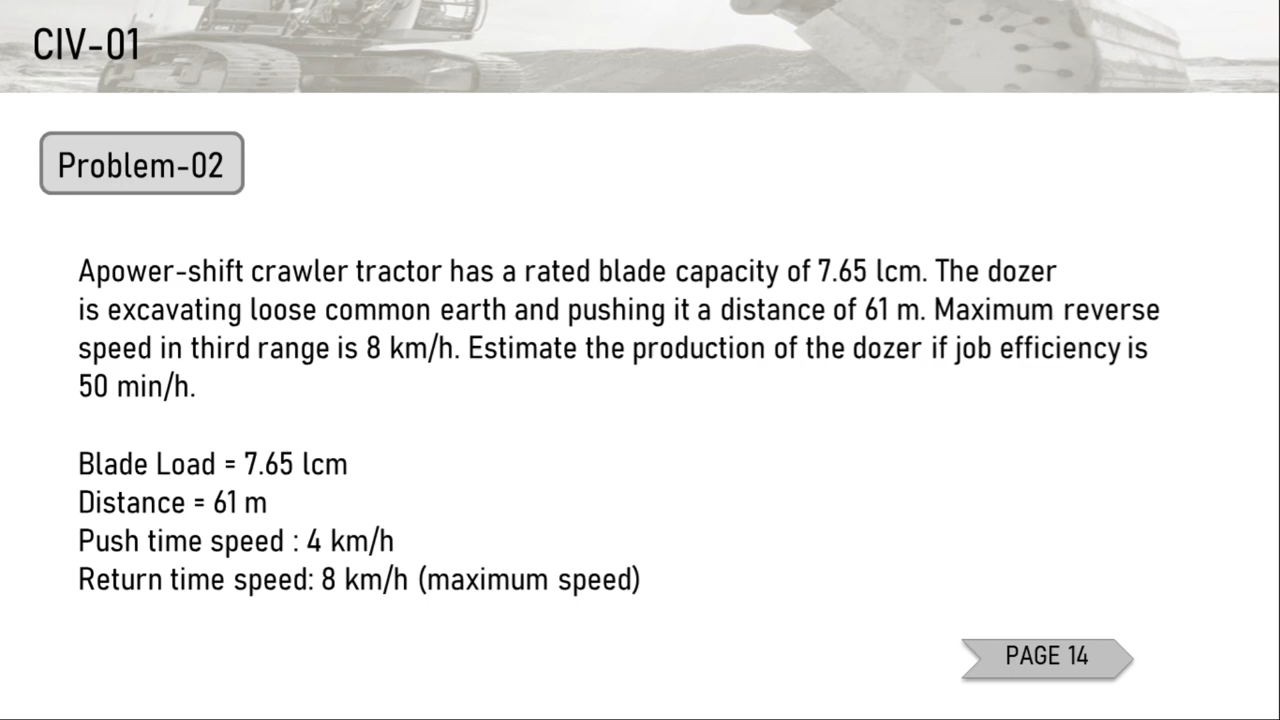 CIV-01
Problem-02
Apower-shift crawler tractor has a rated blade capacity of 7.65 lcm. The dozer
is excavating loose common earth and pushing it a distance of 61 m. Maximum reverse
speed in third range is 8 km/h. Estimate the production of the dozer if job efficiency is
50 min/h.
Blade Load = 7.65 lcm
Distance = 61 m
Push time speed : 4 km/h
Return time speed: 8 km/h (maximum speed)
PAGE 14